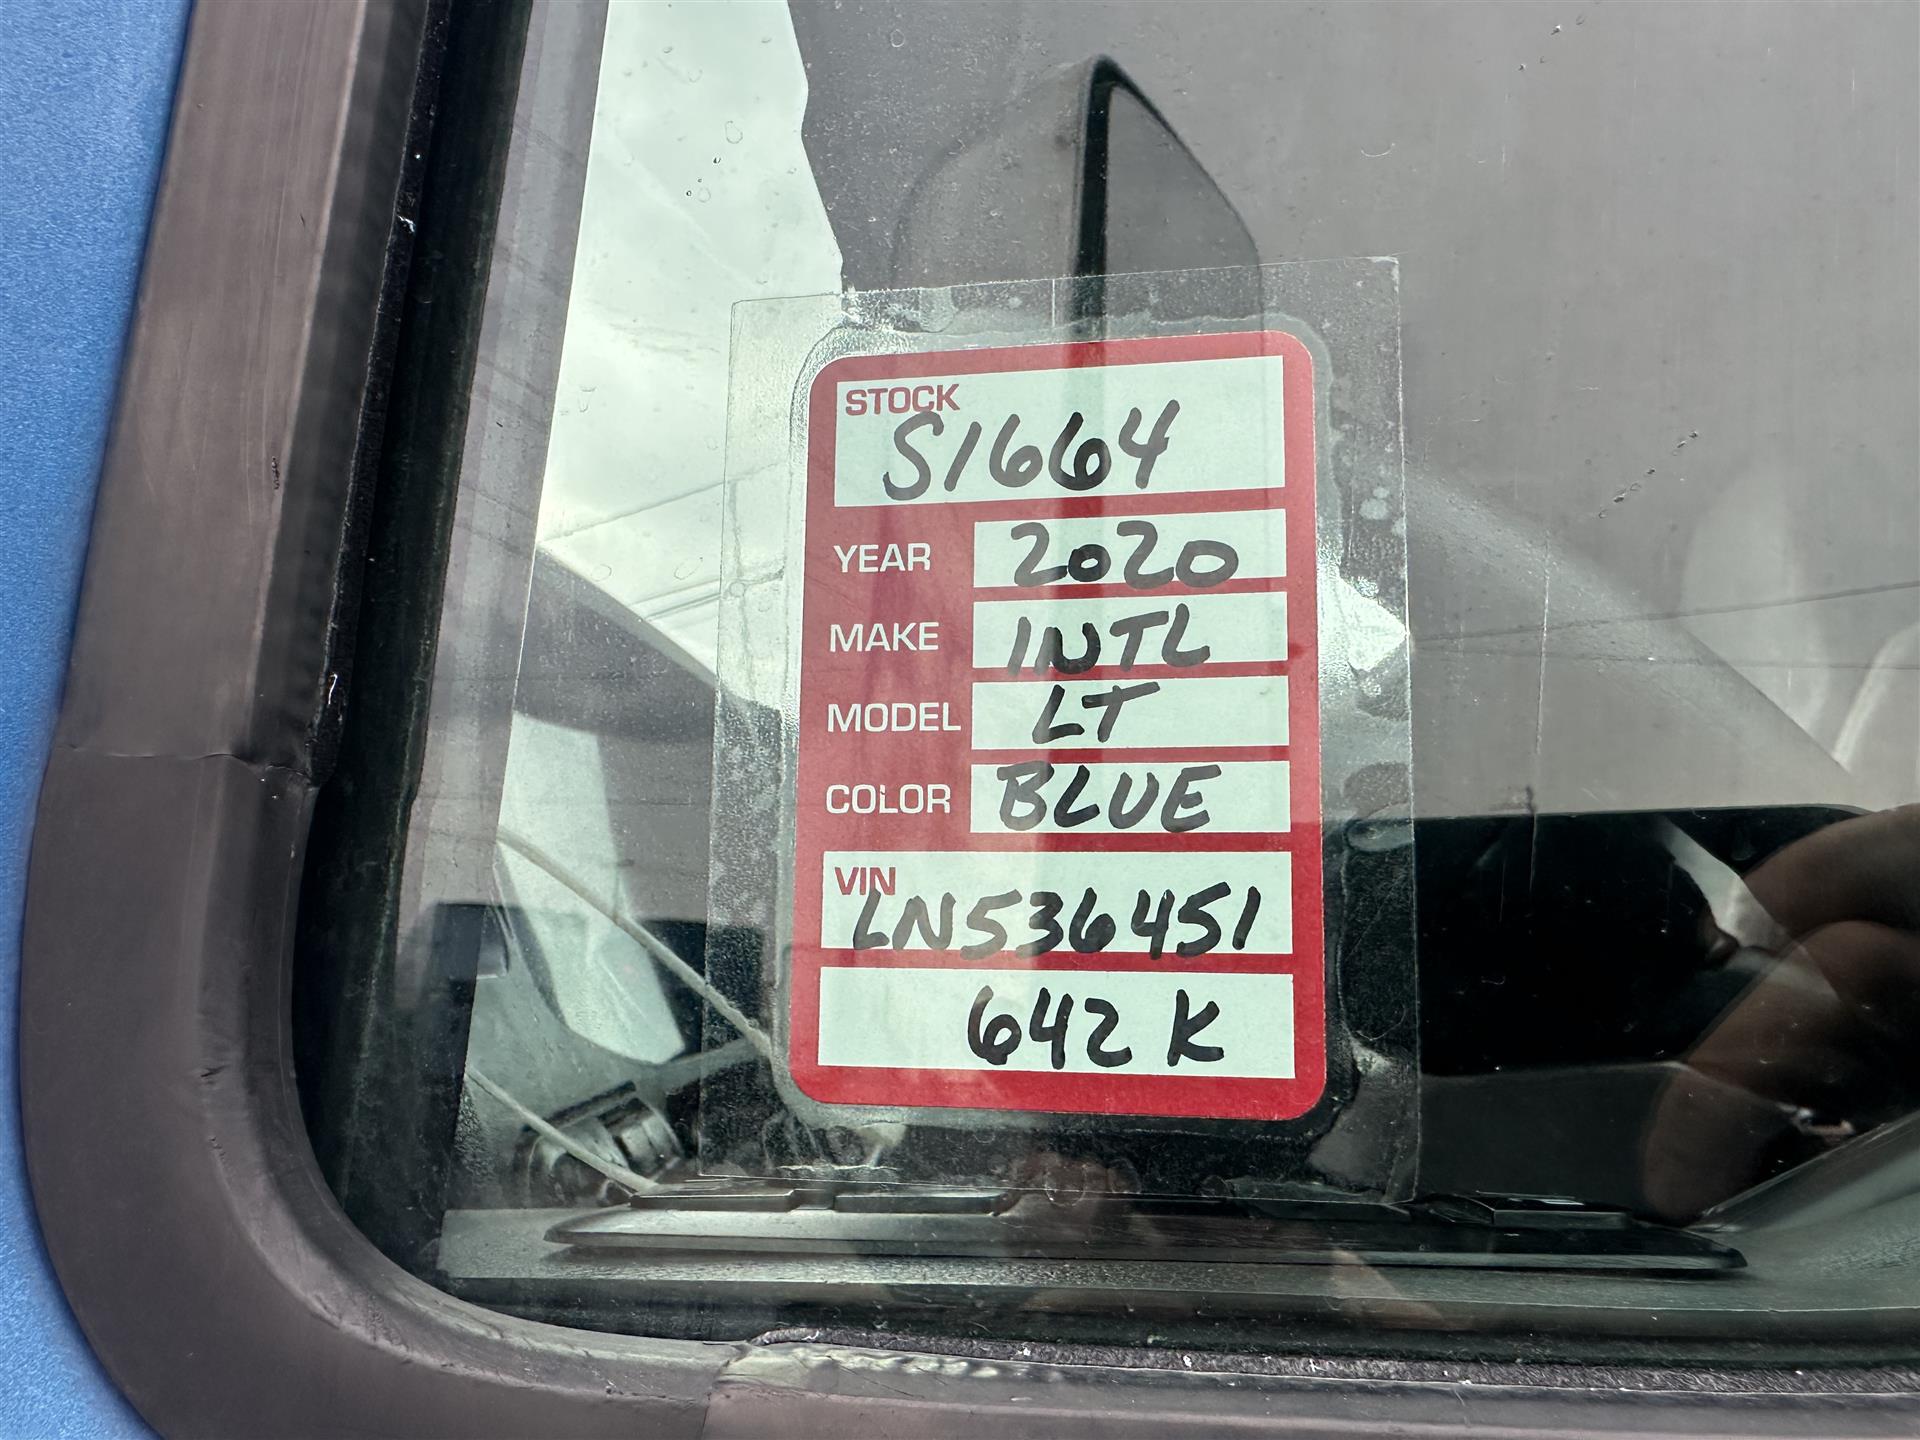 STOCK
S1664
YEAR 2020
MAKE INTL
MODEL LT
COLOR BLUE
VIN
LN536451
642 K